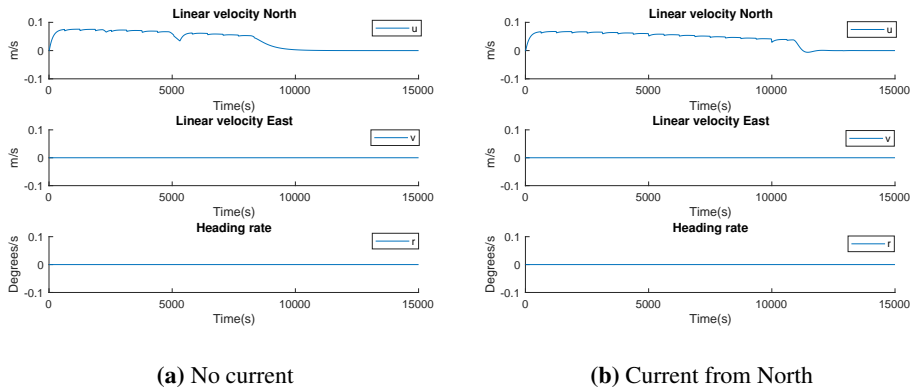 Linear velocity North
0.1
0
-0.1
m/s
u
0 5000 10000 15000
Time(s)
Linear velocity East
0.1
0
-0.1
m/s
v
0 5000 10000 15000
Time(s)
Heading rate
0.1
0
-0.1
Degrees/s
r
0 5000 10000 15000
Time(s)
(a) No current
Linear velocity North
0.1
0
-0.1
m/s
u
0 5000 10000 15000
Time(s)
Linear velocity East
0.1
0
-0.1
m/s
v
0 5000 10000 15000
Time(s)
Heading rate
0.1
0
-0.1
Degrees/s
r
0 5000 10000 15000
Time(s)
(b) Current from North